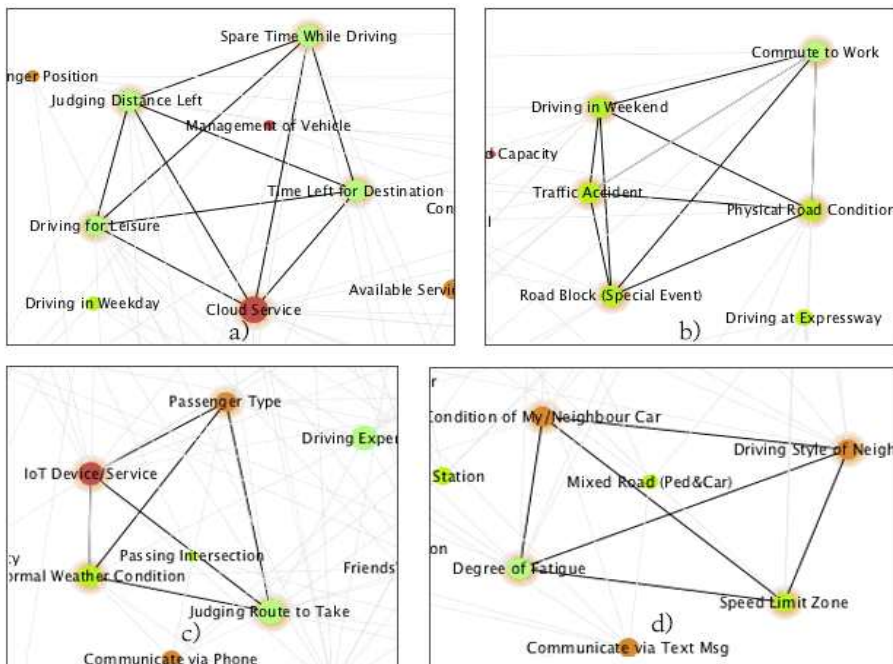 Spare Time While Driving
nger Position
Judging Distance Left
Management of Vehicle
Time Left for Destination
Con
Driving for Leisure
Driving in Weekday
Cloud Service
Available Servi
a)
Commute to Work
Driving in Weekend
d Capacity
Traffic Accident
Physical Road Condition
l
Road Block (Special Event)
Driving at Expressway
b)
Passenger Type
Driving Exper
IoT Device/Service
Passing Intersection
ty
ormal Weather Condition
Friends'
Judging Route to Take
c)
Communicate via Phone
r
Condition of My/Neighbour Car
Driving Style of Neigh
Station
Mixed Road (Ped&Car)
on
Degree of Fatigue
Speed Limit Zone
d)
Communicate via Text Msg